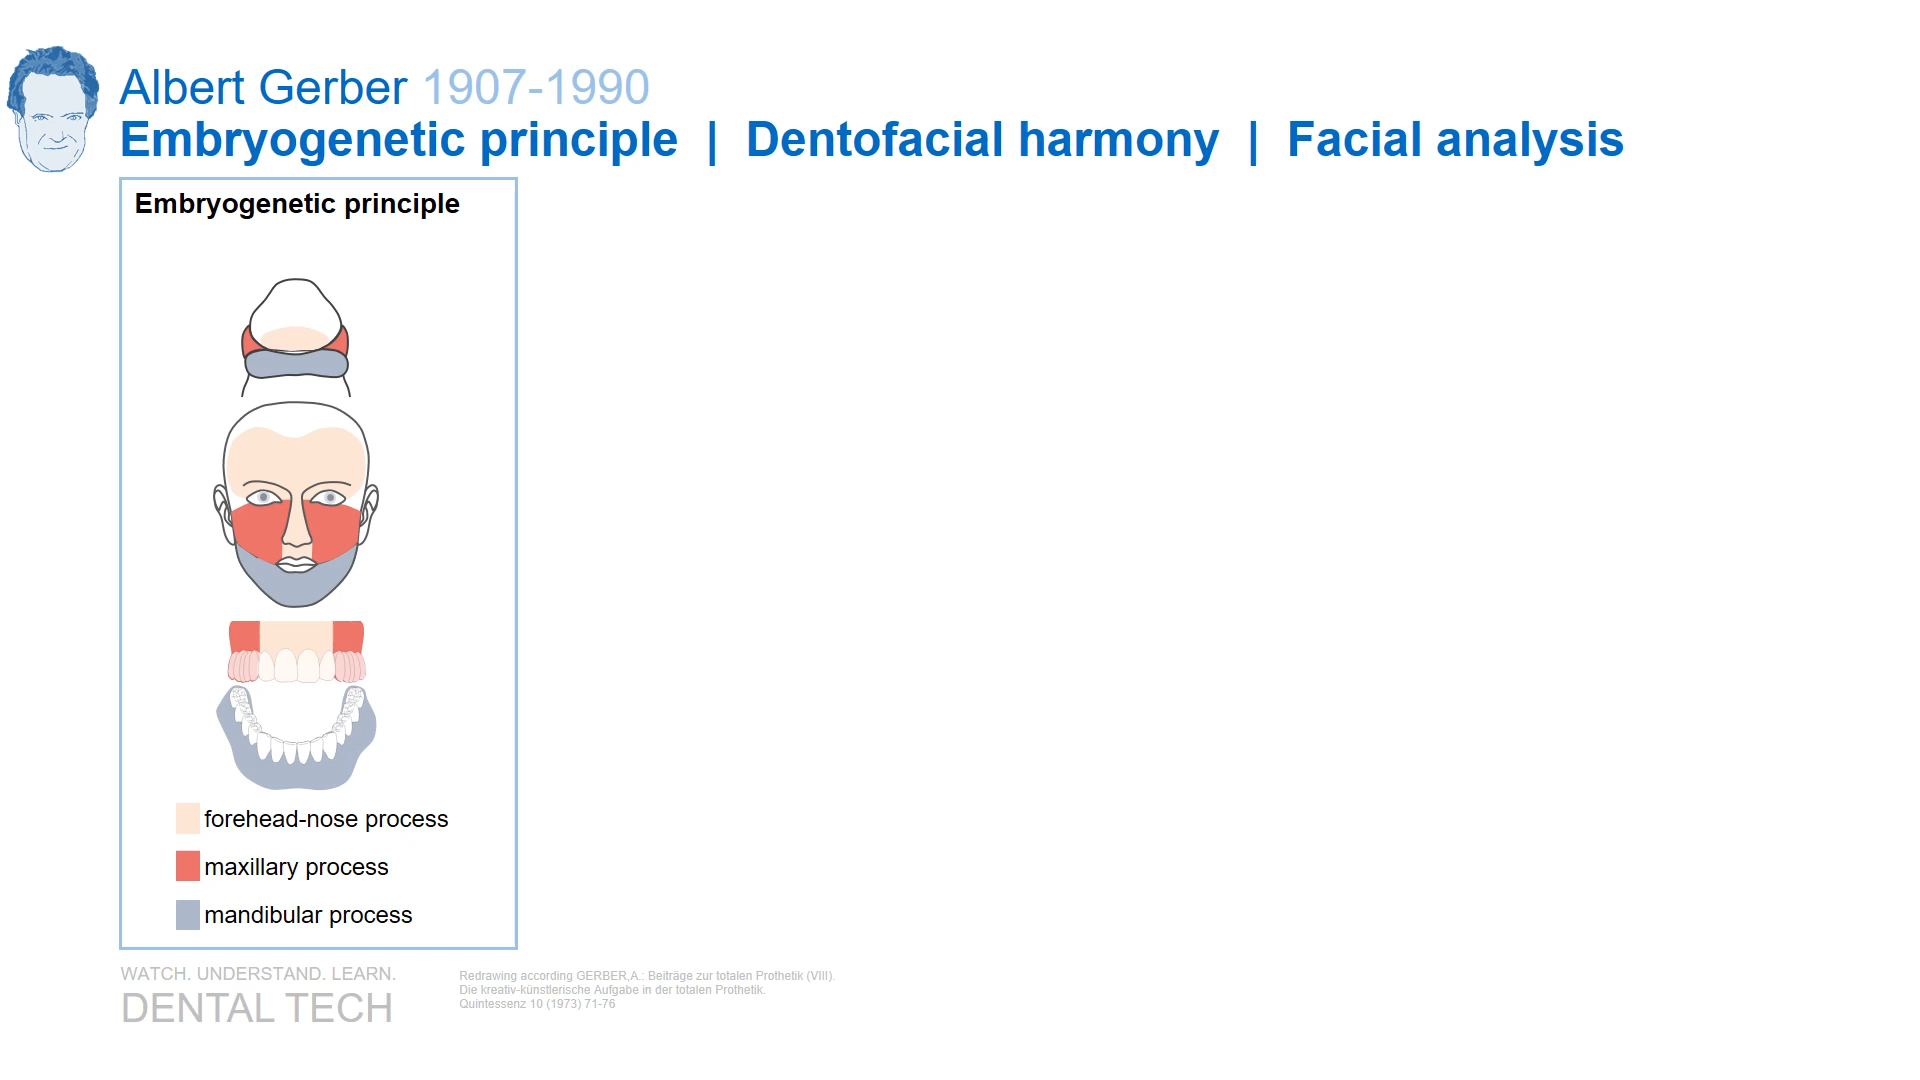 Albert Gerber 1907-1990
Embryogenetic principle | Dentofacial harmony | Facial analysis
Embryogenetic principle
forehead-nose process
maxillary process
mandibular process
WATCH. UNDERSTAND. LEARN.
DENTAL TECH
Redrawing according GERBER,A.: Beiträge zur totalen Prothetik (VIII).
Die kreativ-künstlerische Aufgabe in der totalen Prothetik.
Quintessenz 10 (1973) 71-76